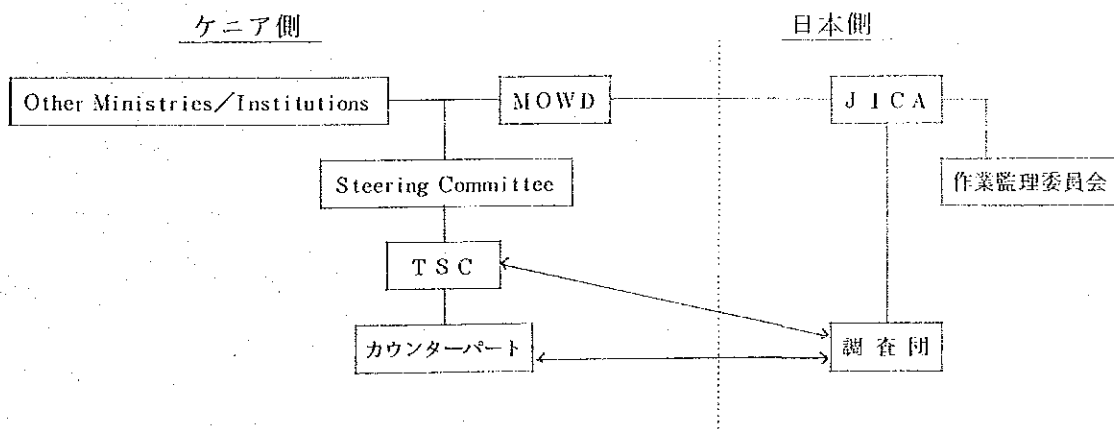 ケニア側
日本側
Other Ministries／Institutions
MOWD
JICA
Steering Committee
作業監理委員会
TSC
カウンターパート
調査団